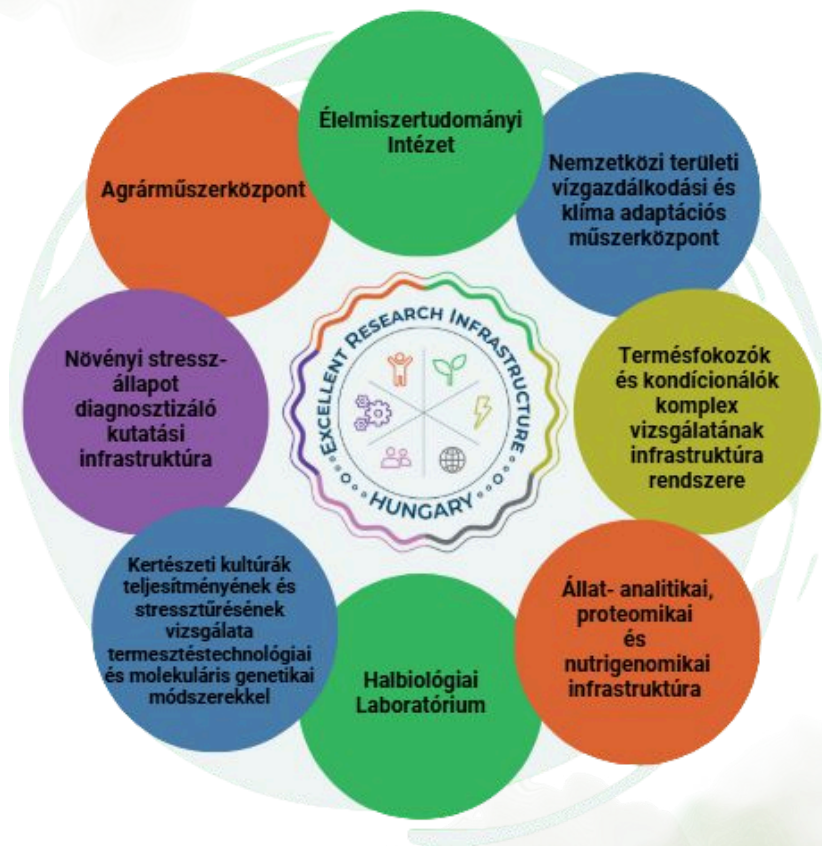 Élelmiszertudományi
Intézet
Nemzetközi területi
vízgazdálkodási és
klíma adaptációs
műszerközpont
Termésfokozók
és kondícionálók
komplex
vizsgálatának
infrastruktúra
rendszere
Állat- analitikai,
proteomikai
és
nutrigenomikai
infrastruktúra
Halbiológiai
Laboratórium
Kertészeti kultúrák
teljesítményének és
stressztűrésének
vizsgálata
termesztéstechnológiai
és molekuláris genetikai
módszerekkel
Növényi stressz-
állapot
diagnosztizáló
kutatási
infrastruktúra
Agrárműszerközpont
EXCELLENT RESEARCH INFRASTRUCTURE
HUNGARY